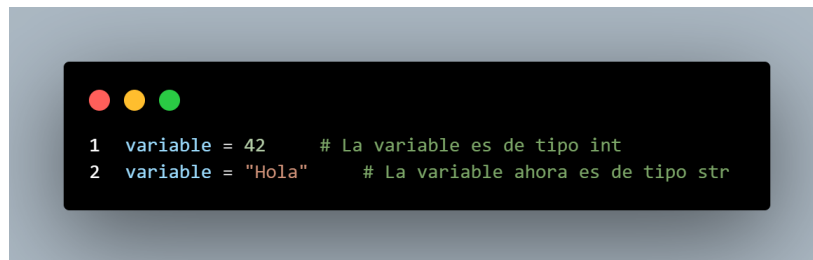 1 variable = 42 # La variable es de tipo int
2 variable = "Hola" # La variable ahora es de tipo str